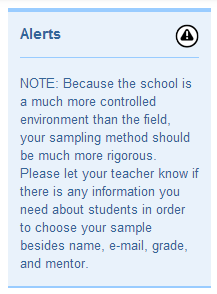 Alerts
NOTE: Because the school is
a much more controlled
environment than the field,
your sampling method should
be much more rigorous.
Please let your teacher know if
there is any information you
need about students in order
to choose your sample
besides name, e-mail, grade,
and mentor.